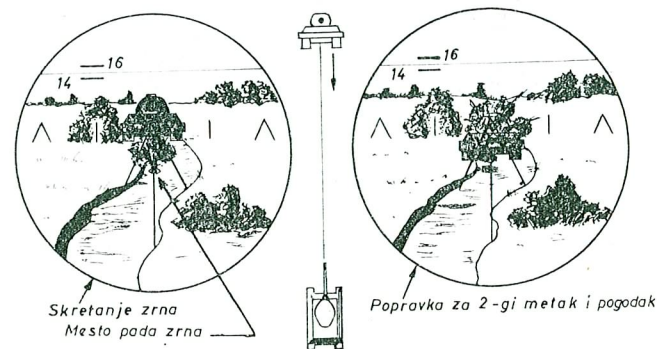 16
14
16
14
Skretanje zrna
Mesto pada zrna
Popravka za 2-gi metak i pogodak